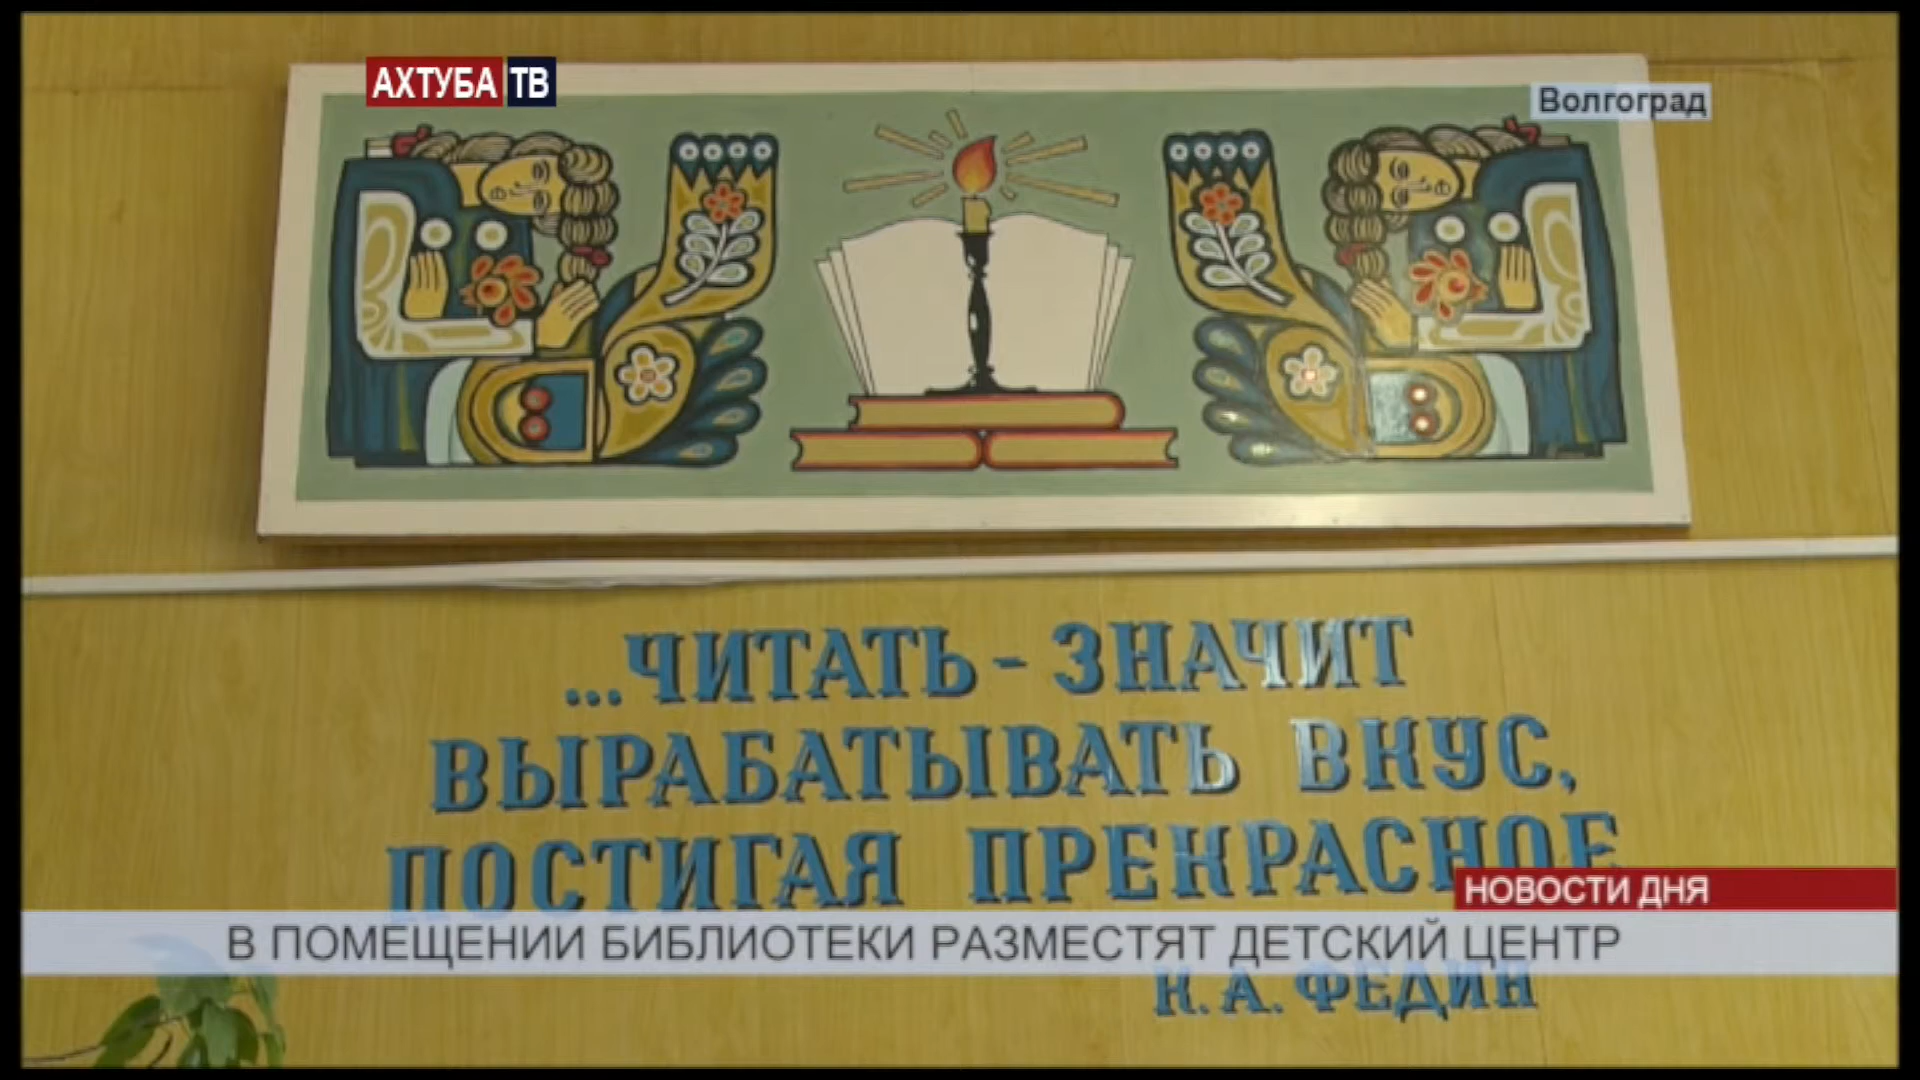 АХТУБА ТВ
Волгоград
...ЧИТАТЬ - ЗНАЧИТ
ВЫРАБАТЫВАТЬ ВКУС,
ПОСТИГАЯ ПРЕКРАСНОЕ
НОВОСТИ ДНЯ
В ПОМЕЩЕНИИ БИБЛИОТЕКИ РАЗМЕСТЯТ ДЕТСКИЙ ЦЕНТР
К. А. ФЕДИН